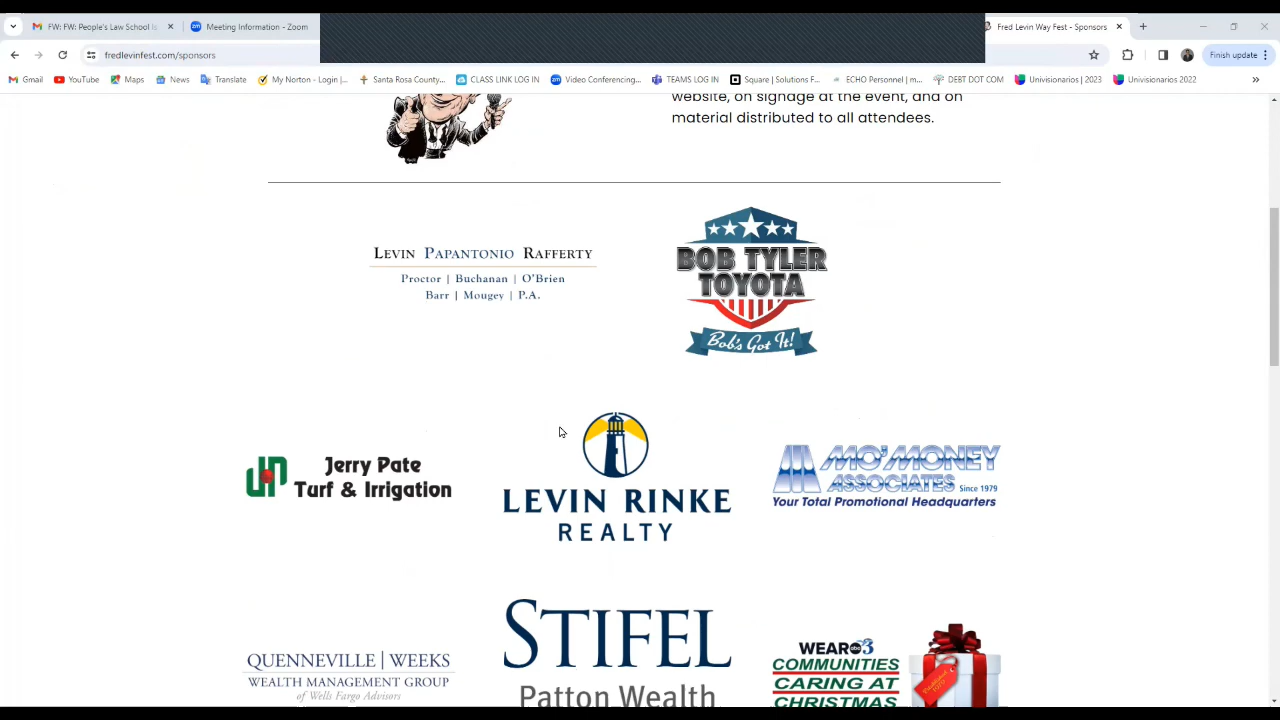 FW: FW: People's Law School is
Meeting Information - Zoom
Fred Levin Way Fest - Sponsors
fredlevinfest.com/sponsors
Finish update
Gmail
YouTube
Maps
News
Translate
My Norton - Login |...
Santa Rosa County...
CLASS LINK LOG IN
Video Conferencing...
TEAMS LOG IN
Square | Solutions F...
ECHO Personnel | m...
DEBT DOT COM
Univisionarios | 2023
Univisionarios 2022
website, on signage at the event, and on
material distributed to all attendees.
LEVIN PAPANTONIO RAFFERTY
Proctor | Buchanan | O'Brien
Barr | Mougey | P.A.
BOB TYLER
TOYOTA
Bob's Got It!
Jerry Pate
Turf & Irrigation
LEVIN RINKE
REALTY
MO'MONEY
ASSOCIATES Since 1979
Your Total Promotional Headquarters
QUENNEVILLE | WEEKS
WEALTH MANAGEMENT GROUP
of Wells Fargo Advisors
STIFEL
Patton Wealth
WEAR abc 3
COMMUNITIES
CARING AT
CHRISTMAS